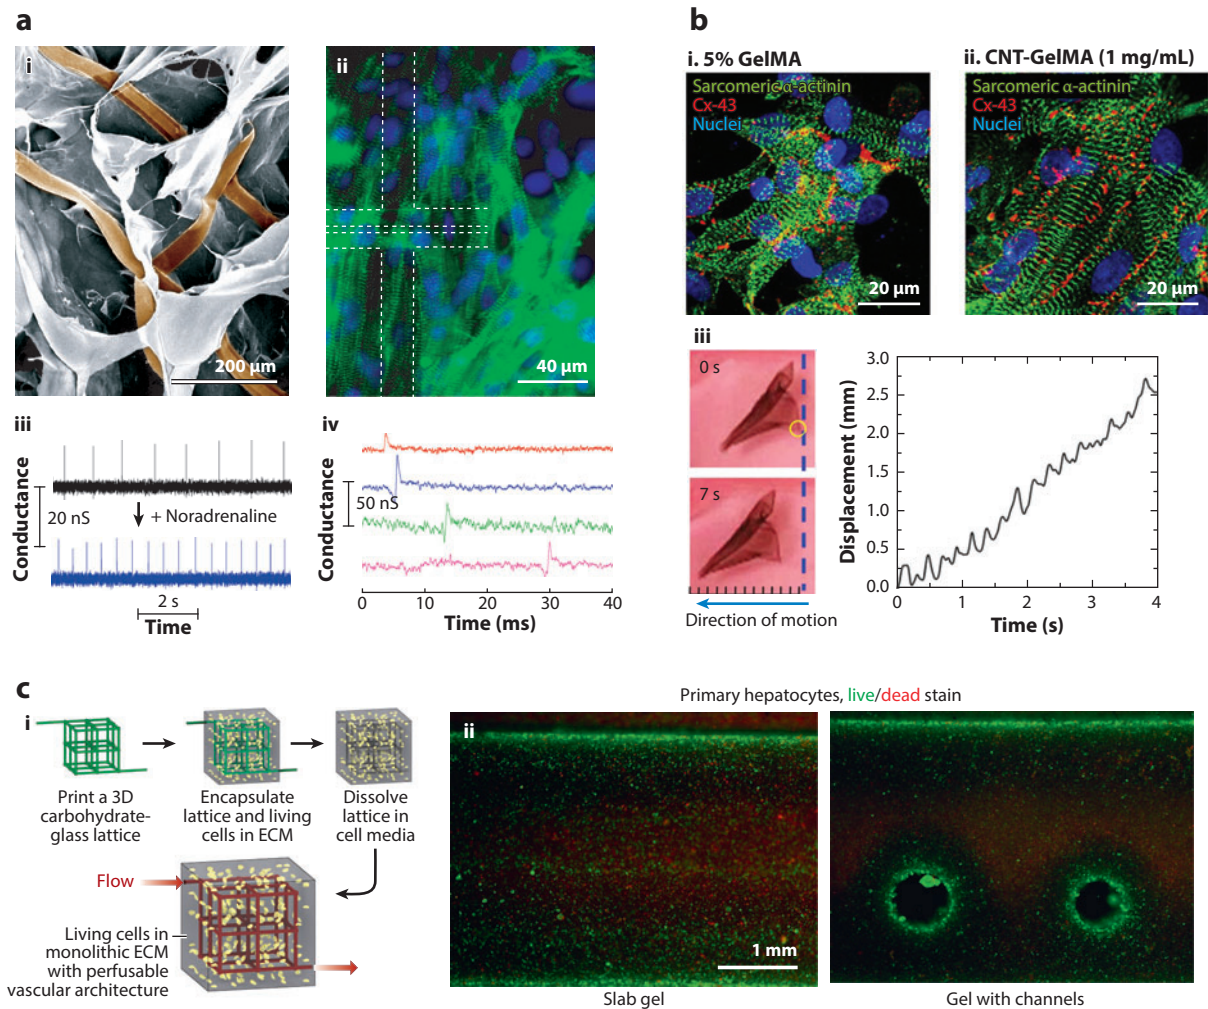 a
i
200 µm
ii
40 µm
iii
Conductance
20 nS
+ Noradrenaline
2 s
Time
iv
Conductance
50 nS
0 10 20 30 40
Time (ms)
b
i. 5% GelMA
Sarcomeric α-actinin
Cx-43
Nuclei
20 µm
ii. CNT-GelMA (1 mg/mL)
Sarcomeric α-actinin
Cx-43
Nuclei
20 µm
iii
0 s
7 s
Direction of motion
Displacement (mm)
3.0
2.5
2.0
1.5
1.0
0.5
0.0
0 1 2 3 4
Time (s)
c
i
Print a 3D
carbohydrate-
glass lattice
Encapsulate
lattice and living
cells in ECM
Dissolve
lattice in
cell media
Flow
Living cells in
monolithic ECM
with perfusable
vascular architecture
Primary hepatocytes, live/dead stain
ii
1 mm
Slab gel
Gel with channels